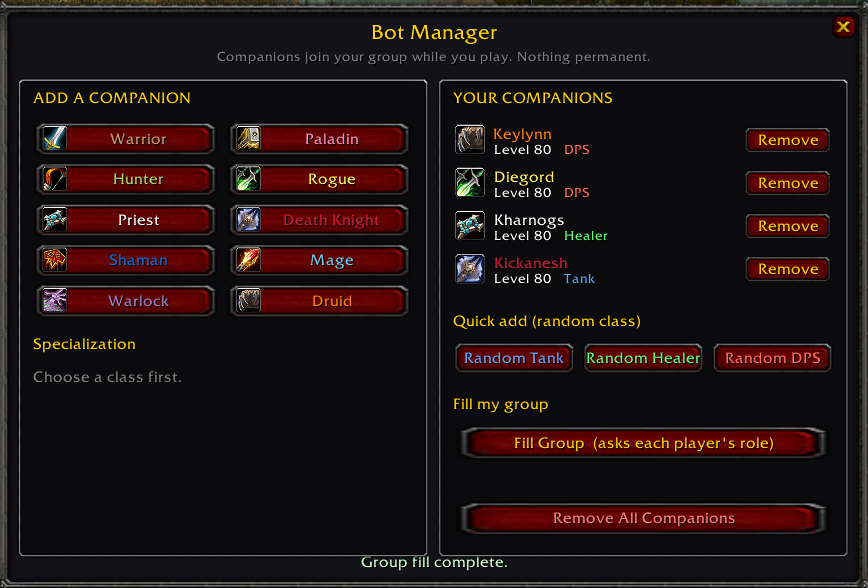 Bot Manager
Companions join your group while you play. Nothing permanent.
ADD A COMPANION
Warrior
Paladin
Hunter
Rogue
Priest
Death Knight
Shaman
Mage
Warlock
Druid
Specialization
Choose a class first.
YOUR COMPANIONS
Keylynn
Level 80 DPS
Remove
Diegord
Level 80 DPS
Remove
Kharnogs
Level 80 Healer
Remove
Kickanesh
Level 80 Tank
Remove
Quick add (random class)
Random Tank
Random Healer
Random DPS
Fill my group
Fill Group (asks each player's role)
Remove All Companions
Group fill complete.